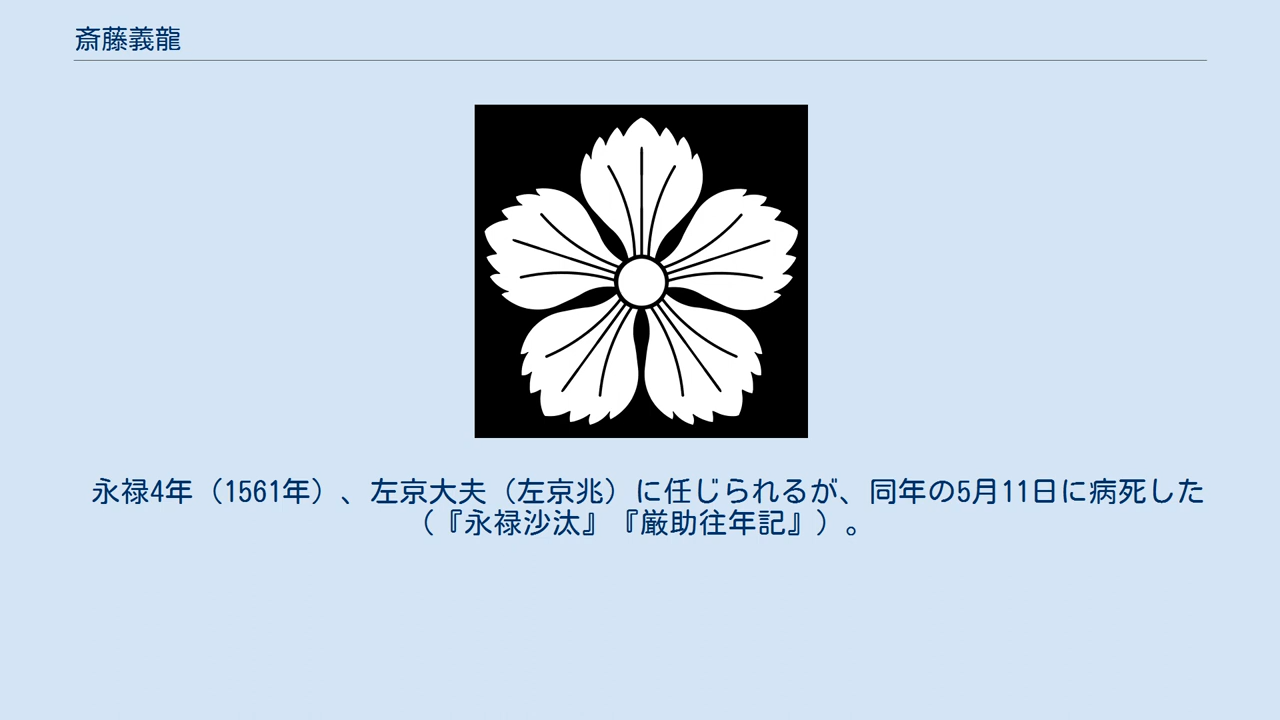 斎藤義龍
永禄4年（1561年）、左京大夫（左京兆）に任じられるが、同年の5月11日に病死した
（『永禄沙汰』『厳助往年記』）。